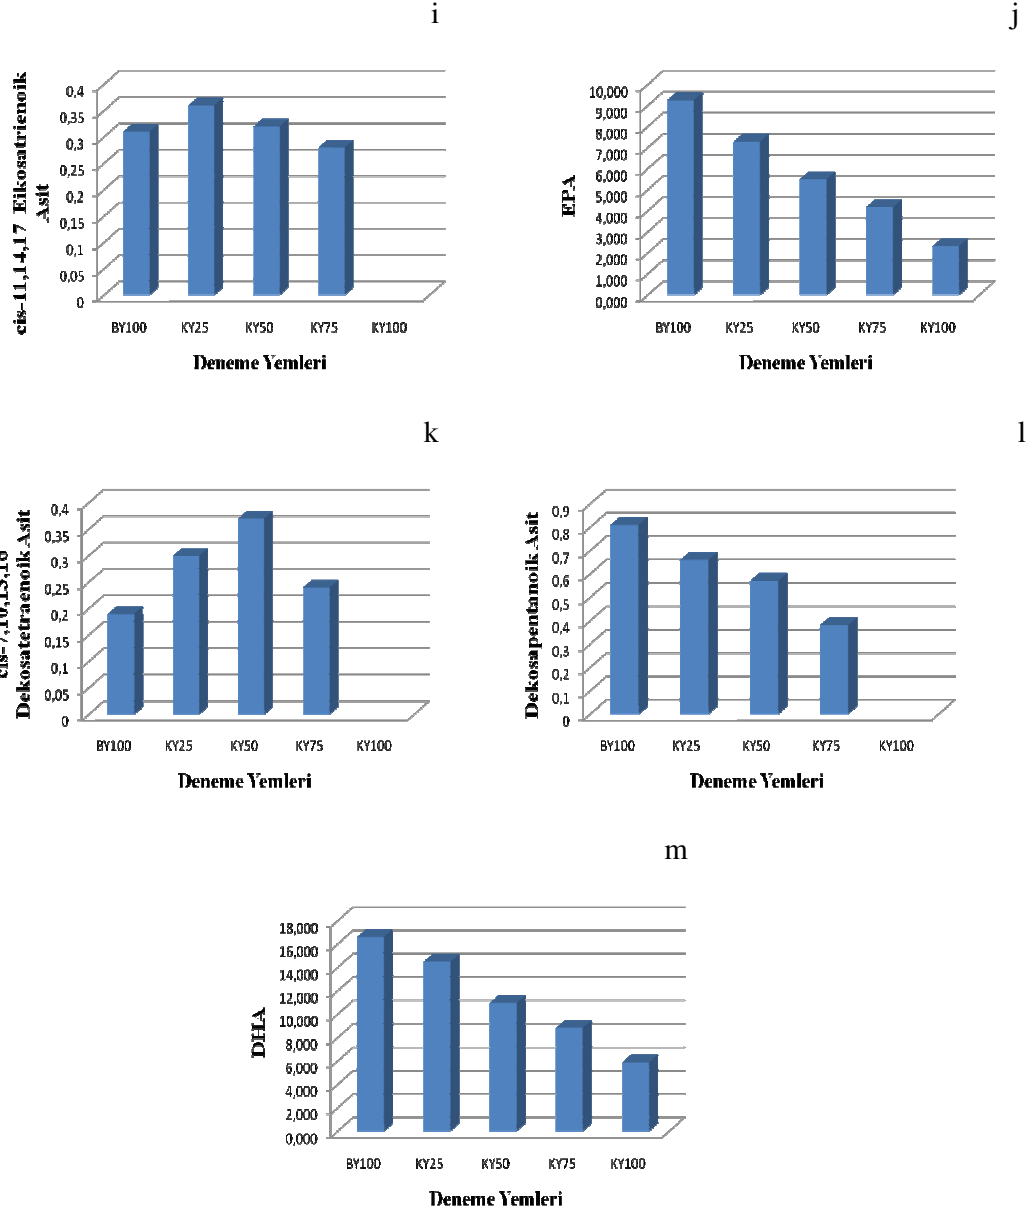 i
cis-11,14,17 Eikosatrienoik
Asit
0,4
0,35
0,3
0,25
0,2
0,15
0,1
0,05
0
BY100 KY25 KY50 KY75 KY100
Deneme Yemleri
j
EPA
10,000
9,000
8,000
7,000
6,000
5,000
4,000
3,000
2,000
1,000
0,000
BY100 KY25 KY50 KY75 KY100
Deneme Yemleri
k
Dekosatetraenoik Asit
0,4
0,35
0,3
0,25
0,2
0,15
0,1
0,05
0
BY100 KY25 KY50 KY75 KY100
Deneme Yemleri
l
Dekosapentanoik Asit
0,9
0,8
0,7
0,6
0,5
0,4
0,3
0,2
0,1
0
BY100 KY25 KY50 KY75 KY100
Deneme Yemleri
m
DHA
18,000
16,000
14,000
12,000
10,000
8,000
6,000
4,000
2,000
0,000
BY100 KY25 KY50 KY75 KY100
Deneme Yemleri